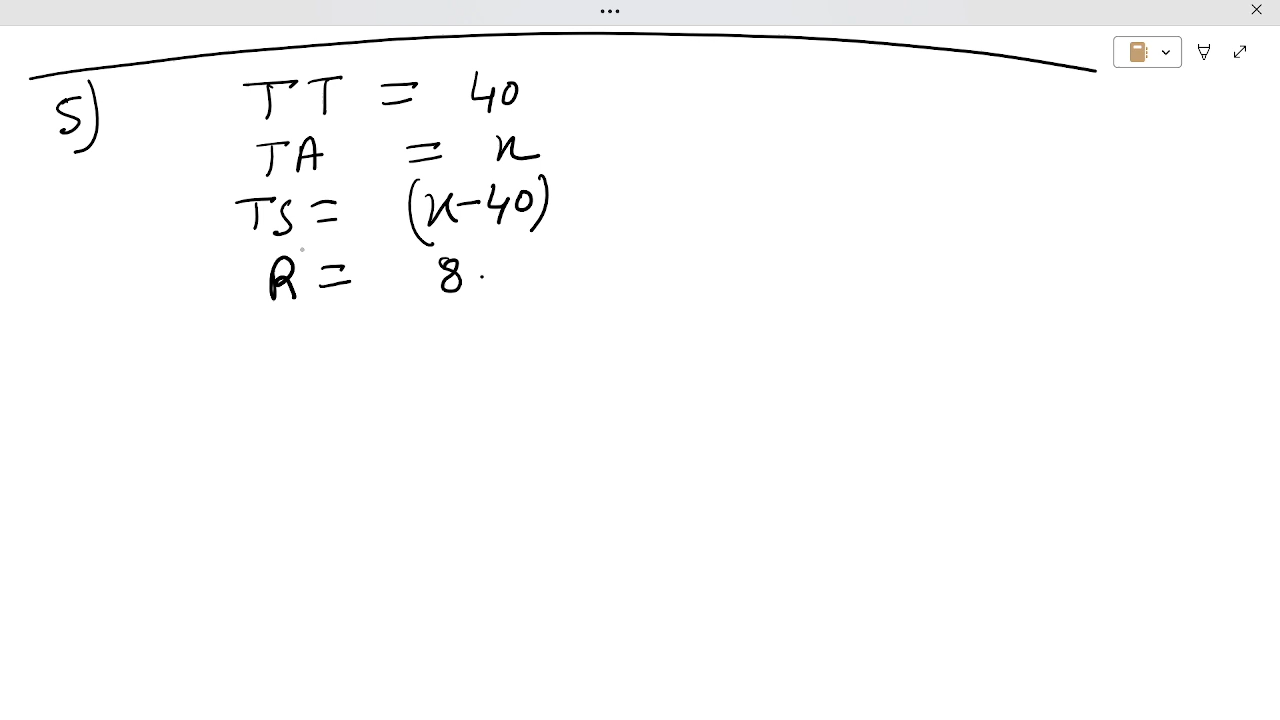 5) TT = 40
TA = x
TS = (x-40)
R = 8.